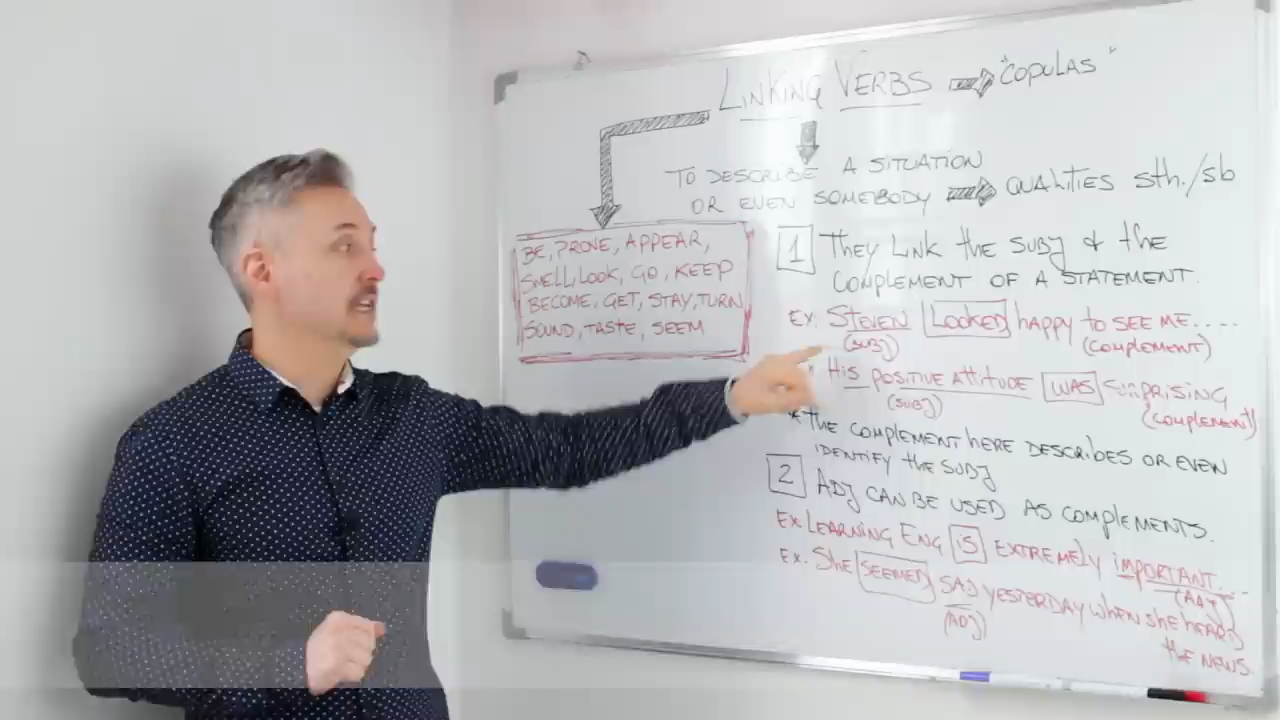 LINKING VERBS "COPULAS"
TO DESCRIBE A SITUATION
OR EVEN SOMEBODY QUALITIES sth./sb
BE, PROVE, APPEAR,
SMELL, LOOK, GO, KEEP
BECOME, GET, STAY, TURN
SOUND, TASTE, SEEM
1 THEY LINK THE SUBJ & THE
COMPLEMENT OF A STATEMENT.
EX. STEVEN LOOKED HAPPY TO SEE ME.....
(SUBJ) (COMPLEMENT)
HIS POSITIVE ATTITUDE WAS SURPRISING
(SUBJ) (COMPLEMENT)
* THE COMPLEMENT HERE DESCRIBES OR EVEN
IDENTIFY THE SUBJ
2 ADJ CAN BE USED AS COMPLEMENTS.
EX. LEARNING ENG IS EXTREMELY IMPORTANT...
(ADJ)
EX. SHE SEEMED SAD YESTERDAY WHEN SHE HEARD
(ADJ) THE NEWS.